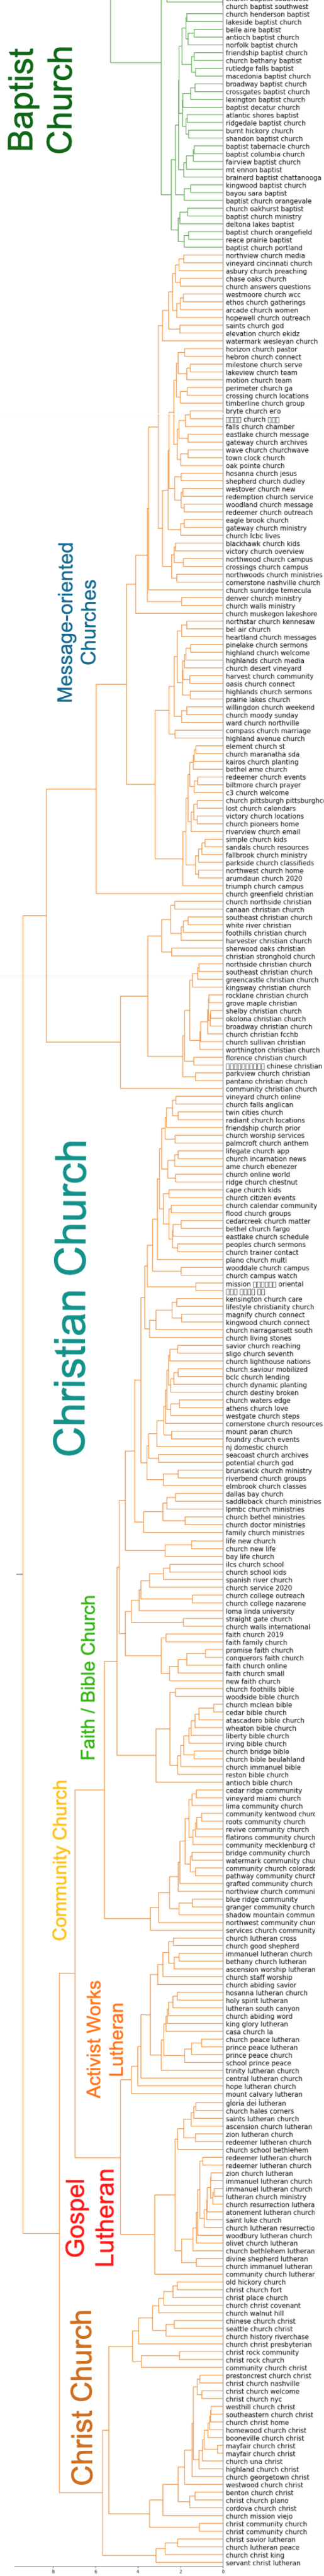 church baptist southwest
church henderson baptist
lakeside baptist church
belle aire baptist
antioch baptist church
norfolk baptist church
friendship baptist church
church bethany baptist
rutledge falls baptist
macedonia baptist church
broadway baptist church
crossgates baptist church
lexington baptist church
baptist decatur church
atlantic shores baptist
ridgedale baptist church
burnt hickory church
shandon baptist church
baptist tabernacle church
baptist columbia church
fairview baptist church
mt ennon baptist
brainerd baptist chattanooga
kingwood baptist church
bayou sara baptist
baptist church orangevale
church oakhurst baptist
baptist church ministry
deltona lakes baptist
baptist church orangefield
reece prairie baptist
baptist church portland
Baptist
Church
northview church media
vineyard cincinnati church
asbury church preaching
chase oaks church
church answers questions
westmoore church wcc
ethos church gatherings
arcade church women
hopewell church outreach
saints church god
elevation church ekidz
watermark wesleyan church
horizon church pastor
hebron church connect
milestone church serve
lakeview church team
motion church team
perimeter church ga
crossing church locations
timberline church group
bryte church ero
church
falls church chamber
eastlake church message
gateway church archives
wave church churchwave
town clock church
oak pointe church
hosanna church jesus
shepherd church dudley
westover church new
redemption church service
woodland church message
redeemer church outreach
eagle brook church
gateway church ministry
church lcbc lives
blackhawk church kids
victory church overview
northwood church campus
crossings church campus
northwoods church ministries
cornerstone nashville church
church sunridge temecula
denver church ministry
church walls ministry
church muskegon lakeshore
northstar church kennesaw
bel air church
heartland church messages
pinelake church sermons
highland church welcome
highlands church media
church desert vineyard
harvest church community
oasis church connect
highlands church sermons
prairie lakes church
willingdon church weekend
church moody sunday
ward church northville
compass church marriage
highland avenue church
element church st
church maranatha sda
kairos church planting
bethel ame church
redeemer church events
biltmore church prayer
c3 church welcome
church pittsburgh
lost church calendars
victory church locations
church pioneers home
riverview church email
simple church kids
sandals church resources
fallbrook church ministry
parkside church classifieds
northwest church home
arumdaun church 2020
triumph church campus
Message-oriented
Churches
church greenfield christian
church northside christian
canaan christian church
southeast christian church
white river christian
foothills christian church
harvester christian church
sherwood oaks christian
christian stronghold church
northside christian church
southeast christian church
greencastle christian church
kingsway christian church
rocklane christian church
grove maple christian
shelby christian church
okolona christian church
broadway christian church
church christian fcchb
church sullivan christian
worthington christian church
florence christian church
chinese christian
parkview church christian
pantano christian church
community christian church
Christian Church
vineyard church online
church falls anglican
twin cities church
radiant church locations
friendship church prior
church worship services
palmcroft church anthem
lifegate church app
church incarnation news
ame church ebenezer
church online world
ridge church chestnut
cape church kids
church citizen events
church calendar community
flood church groups
cedarcreek church matter
bethel church fargo
eastlake church schedule
peoples church sermons
church trainer contact
plano church multi
woodside church campus
church campus watch
mission oriental
kensington church care
lifestyle christianity church
magnify church connect
kingwood church connect
church narragansett south
church living stones
savior church reaching
sligo church seventh
church lighthouse nations
church saviour mobilized
bcic church lending
church dynamic planting
church destiny broken
church waters edge
athens church love
westgate church steps
cornerstone church resources
mount paran church
foundry church events
nj domestic church
seacoast church archives
potential church god
brunswick church ministry
riverbend church groups
elmbrook church classes
dallas bay church
saddleback church ministries
lpmbc church ministries
church bethel ministries
church doctor ministries
family church ministries
life new church
church new life
bay life church
ilcs church school
church school kids
spanish river church
church service 2020
church college outreach
church college nazarene
loma linda university
straight gate church
church walls international
faith church 2019
faith family church
promise faith church
conquerors faith church
faith church online
faith church small
new faith church
church foothills bible
woodside bible church
church mclean bible
cedar bible church
atascadero bible church
wheaton bible church
liberty bible church
irving bible church
church bridge bible
church bible beulahland
church immanuel bible
reston bible church
antioch bible church
Faith / Bible Church
cedar ridge community
vineyard miami church
lima community church
community kentwood churc
roots community church
revive community church
flatirons community church
community mecklenburg cl
bridge community church
watermark community chur
church community colorado
pathway community church
grafted community church
northview church communi
blue ridge community
granger community church
shadow mountain commun
northwest community chur
services church community
Community Church
church lutheran cross
church good shepherd
immanuel lutheran church
bethany lutheran church
ascension worship lutheran
church staff worship
church abiding savior
hosanna lutheran church
holy spirit lutheran
lutheran south canyon
church abiding word
king glory lutheran
casa church la
church peace lutheran
prince peace lutheran
prince peace church
school prince peace
trinity lutheran church
central lutheran church
hope lutheran church
mount calvary lutheran
Activist Works
Lutheran
gloria dei lutheran
church hales corners
saints lutheran church
ascension lutheran church
zion lutheran church
redeemer lutheran church
church school bethlehem
redeemer lutheran church
redeemer lutheran church
zion church lutheran
immanuel lutheran church
immanuel lutheran church
lutheran church ministry
church resurrection luthera
atonement lutheran church
saint luke church
church lutheran resurrectio
woodbury lutheran church
olivet lutheran church
church bethlehem lutheran
divine shepherd lutheran
church immanuel lutheran
community church lutherar
Gospel
Lutheran
old hickory church
church christ fort
christ place church
church christ covenant
church walnut hill
chinese christ church
seattle christ church
church history riverchase
church christ presbyterian
christ rock community
christ rock church
community church christ
prestoncrest church christ
christ church nashville
church christ welcome
christ church nyc
westhill church christ
southeastern church christ
church christ home
homewood church christ
booneville church christ
mayfair church christ
mayfair church christ
church una christ
highland church christ
church georgetown christ
westwood church christ
benton church christ
christ church plano
cordova church christ
church mission viejo
christ community church
christ community church
christ savior lutheran
church lutheran peace
church christ king
servant christ lutheran
Christ Church
8 6 4 2 0